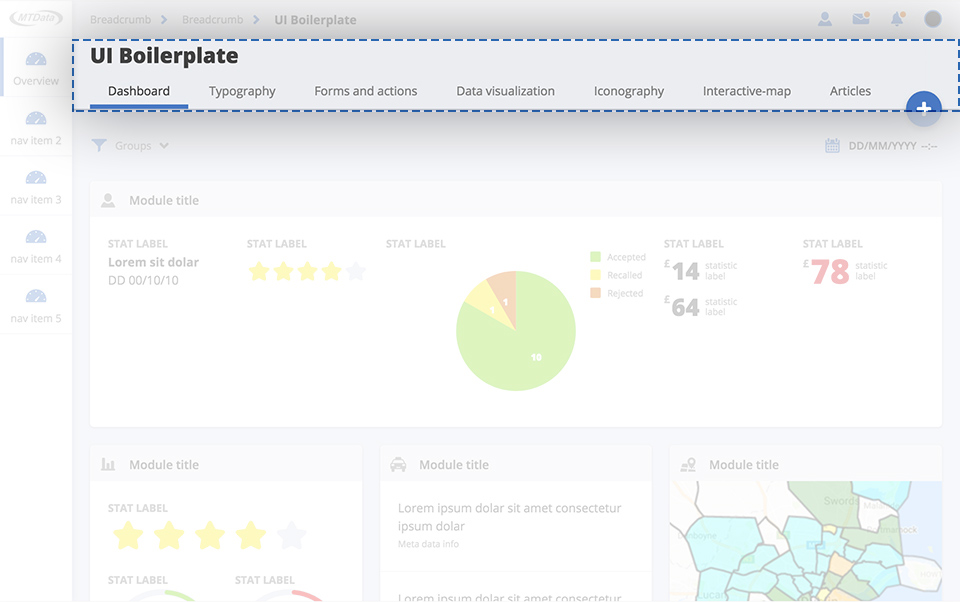 MTData
Breadcrumb Breadcrumb UI Boilerplate
UI Boilerplate
Dashboard Typography Forms and actions Data visualization Iconography Interactive-map Articles
Overview
nav item 2
nav item 3
nav item 4
nav item 5
Groups DD/MM/YYYY --:--
Module title
STAT LABEL
Lorem sit dolar
DD 00/10/10
STAT LABEL
STAT LABEL
1
1
10
Accepted
Recalled
Rejected
STAT LABEL
£14 statistic
label
£64 statistic
label
STAT LABEL
£78 statistic
label
Module title
STAT LABEL
STAT LABEL STAT LABEL
Module title
Lorem ipsum dolor sit amet consectetur
ipsum dolar
Meta data info
Lorem ipsum dolor sit amet consectetur
Module title
Swords
Lucan